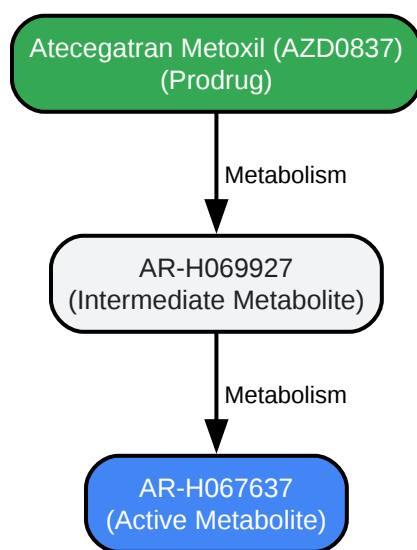 Atecegatran Metoxil (AZD0837)
(Prodrug)
Metabolism
AR-H069927
(Intermediate Metabolite)
Metabolism
AR-H067637
(Active Metabolite)